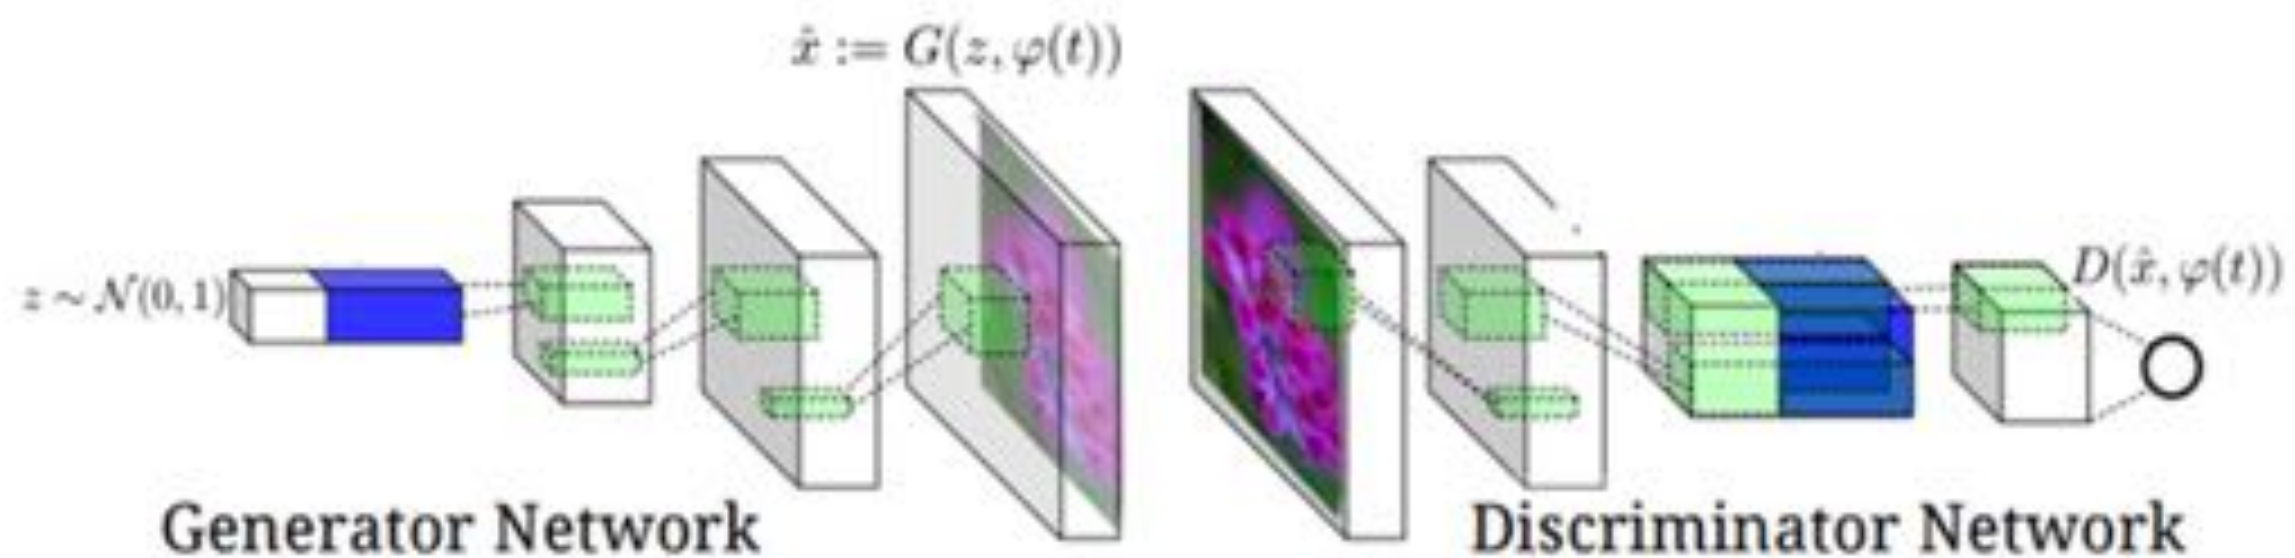 x̂ := G(z, φ(t))
z ~ 𝒩(0, 1)
D(x̂, φ(t))
Generator Network
Discriminator Network